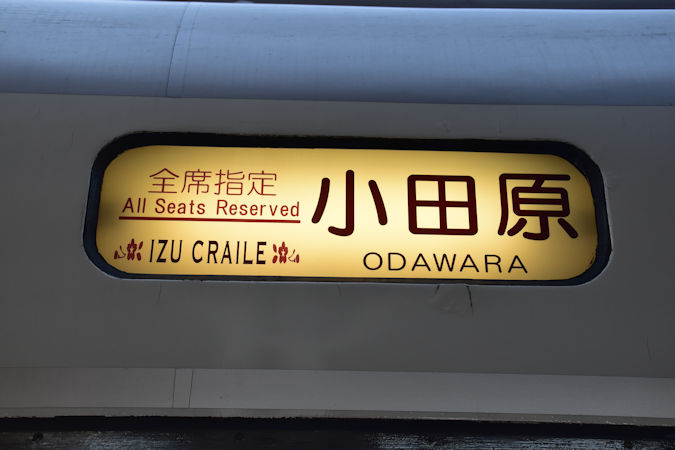 全席指定
All Seats Reserved
IZU CRAILE
小田原
ODAWARA